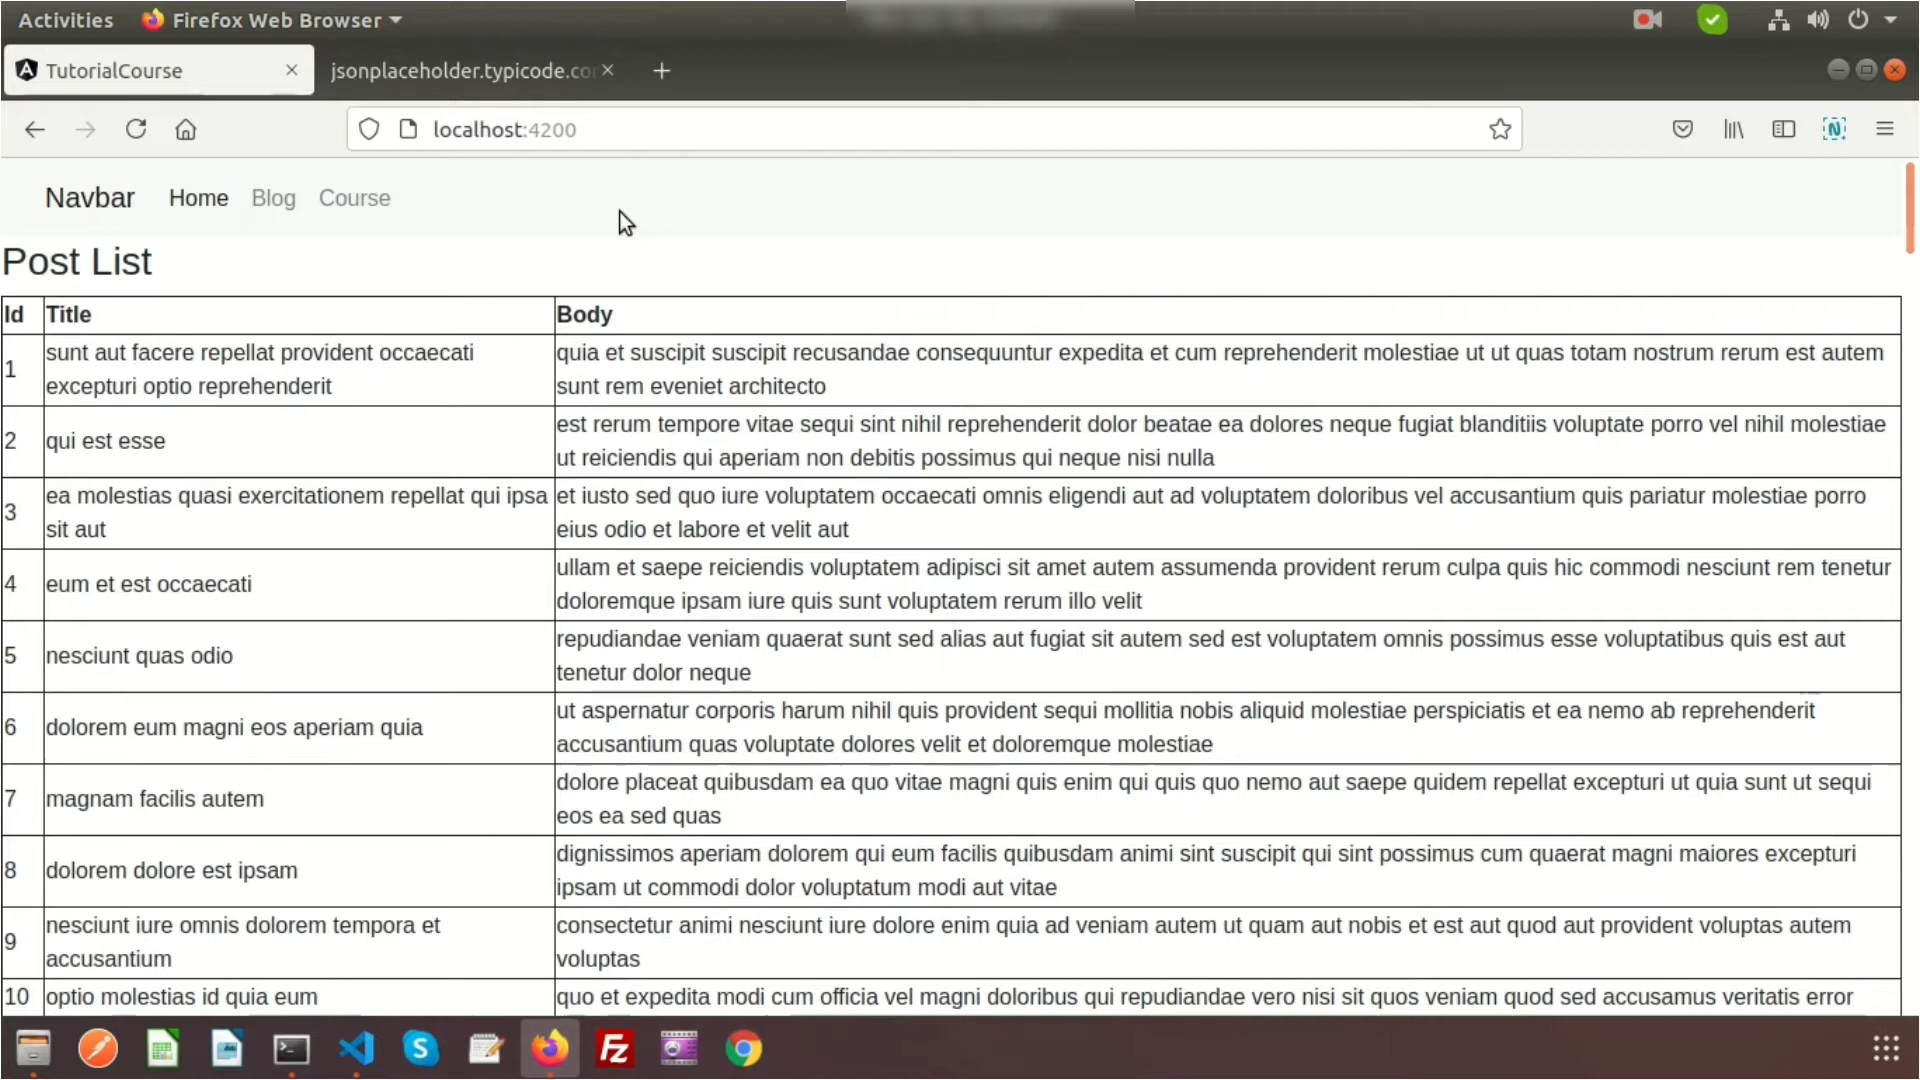 Activities Firefox Web Browser
TutorialCourse jsonplaceholder.typicode.co
localhost:4200
Navbar Home Blog Course
Post List
Id Title Body
1 sunt aut facere repellat provident occaecati quia et suscipit suscipit recusandae consequuntur expedita et cum reprehenderit molestiae ut ut quas totam nostrum rerum est autem
excepturi optio reprehenderit sunt rem eveniet architecto
2 qui est esse est rerum tempore vitae sequi sint nihil reprehenderit dolor beatae ea dolores neque fugiat blanditiis voluptate porro vel nihil molestiae
ut reiciendis qui aperiam non debitis possimus qui neque nisi nulla
3 ea molestias quasi exercitationem repellat qui ipsa et iusto sed quo iure voluptatem occaecati omnis eligendi aut ad voluptatem doloribus vel accusantium quis pariatur molestiae porro
sit aut eius odio et labore et velit aut
4 eum et est occaecati ullam et saepe reiciendis voluptatem adipisci sit amet autem assumenda provident rerum culpa quis hic commodi nesciunt rem tenetur
doloremque ipsam iure quis sunt voluptatem rerum illo velit
5 nesciunt quas odio repudiandae veniam quaerat sunt sed alias aut fugiat sit autem sed est voluptatem omnis possimus esse voluptatibus quis est aut
tenetur dolor neque
6 dolorem eum magni eos aperiam quia ut aspernatur corporis harum nihil quis provident sequi mollitia nobis aliquid molestiae perspiciatis et ea nemo ab reprehenderit
accusantium quas voluptate dolores velit et doloremque molestiae
7 magnam facilis autem dolore placeat quibusdam ea quo vitae magni quis enim qui quis quo nemo aut saepe quidem repellat excepturi ut quia sunt ut sequi
eos ea sed quas
8 dolorem dolore est ipsam dignissimos aperiam dolorem qui eum facilis quibusdam animi sint suscipit qui sint possimus cum quaerat magni maiores excepturi
ipsam ut commodi dolor voluptatum modi aut vitae
9 nesciunt iure omnis dolorem tempora et consectetur animi nesciunt iure dolore enim quia ad veniam autem ut quam aut nobis et est aut quod aut provident voluptas autem
accusantium voluptas
10 optio molestias id quia eum quo et expedita modi cum officia vel magni doloribus qui repudiandae vero nisi sit quos veniam quod sed accusamus veritatis error